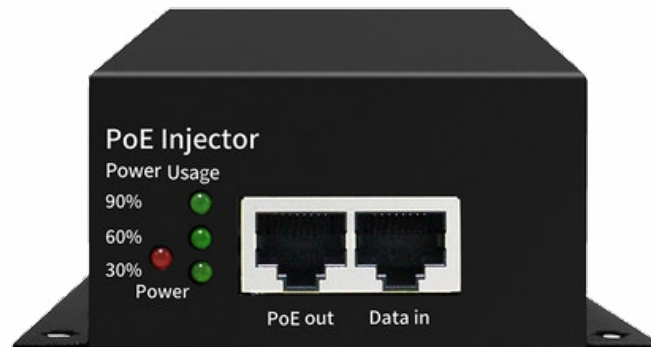 PoE Injector
Power Usage
90%
60%
30%
Power
PoE out
Data in